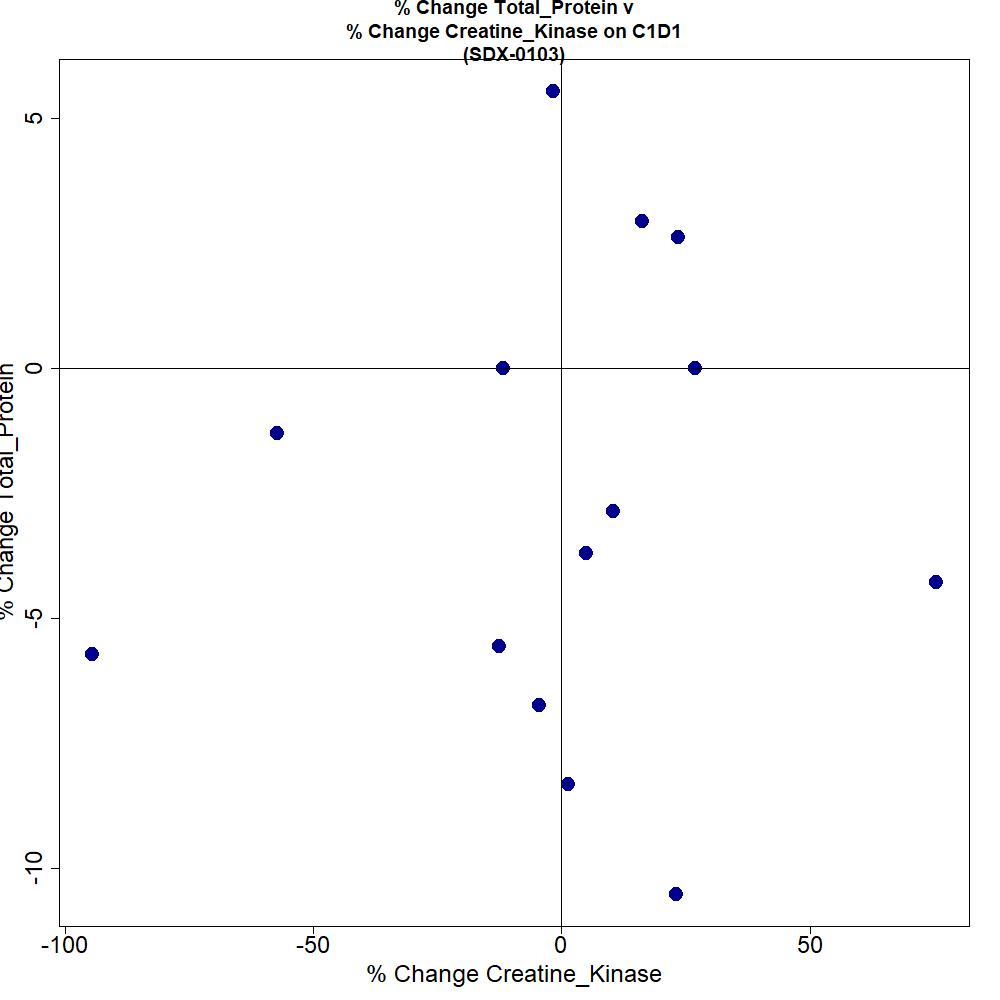 % Change Total_Protein v
% Change Creatine_Kinase on C1D1
(SDX-0103)
5
0
-5
-10
% Change Total_Protein
-100
-50
0
50
% Change Creatine_Kinase